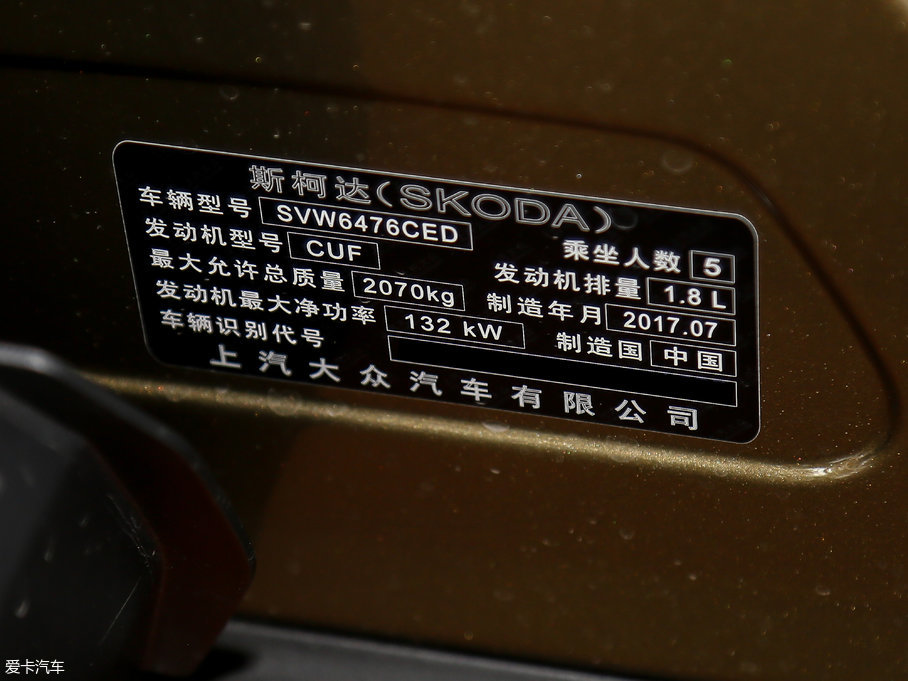 斯柯达(SKODA)
车辆型号 SVW6476CED 乘坐人数 5
发动机型号 CUF 发动机排量 1.8 L
最大允许总质量 2070kg 制造年月 2017.07
发动机最大净功率 132 kW 制造国 中国
车辆识别代号
上汽大众汽车有限公司
爱卡汽车